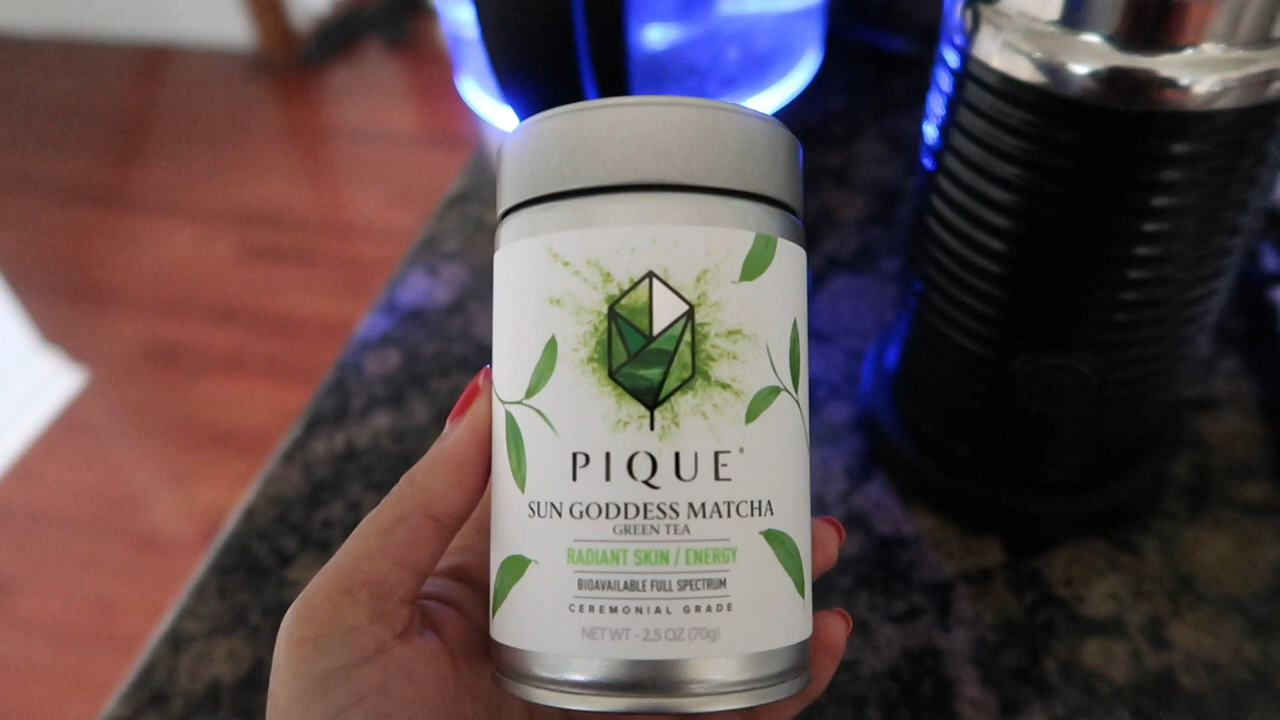 PIQUE®
SUN GODDESS MATCHA
GREEN TEA
RADIANT SKIN / ENERGY
BIOAVAILABLE FULL SPECTRUM
CEREMONIAL GRADE
NET WT - 2.5 OZ (70g)